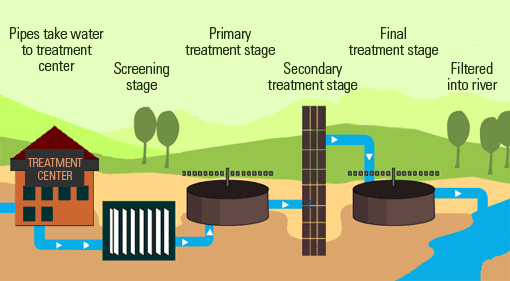 Pipes take water
to treatment
center
Screening
stage
Primary
treatment stage
Secondary
treatment stage
Final
treatment stage
Filtered
into river
TREATMENT
CENTER